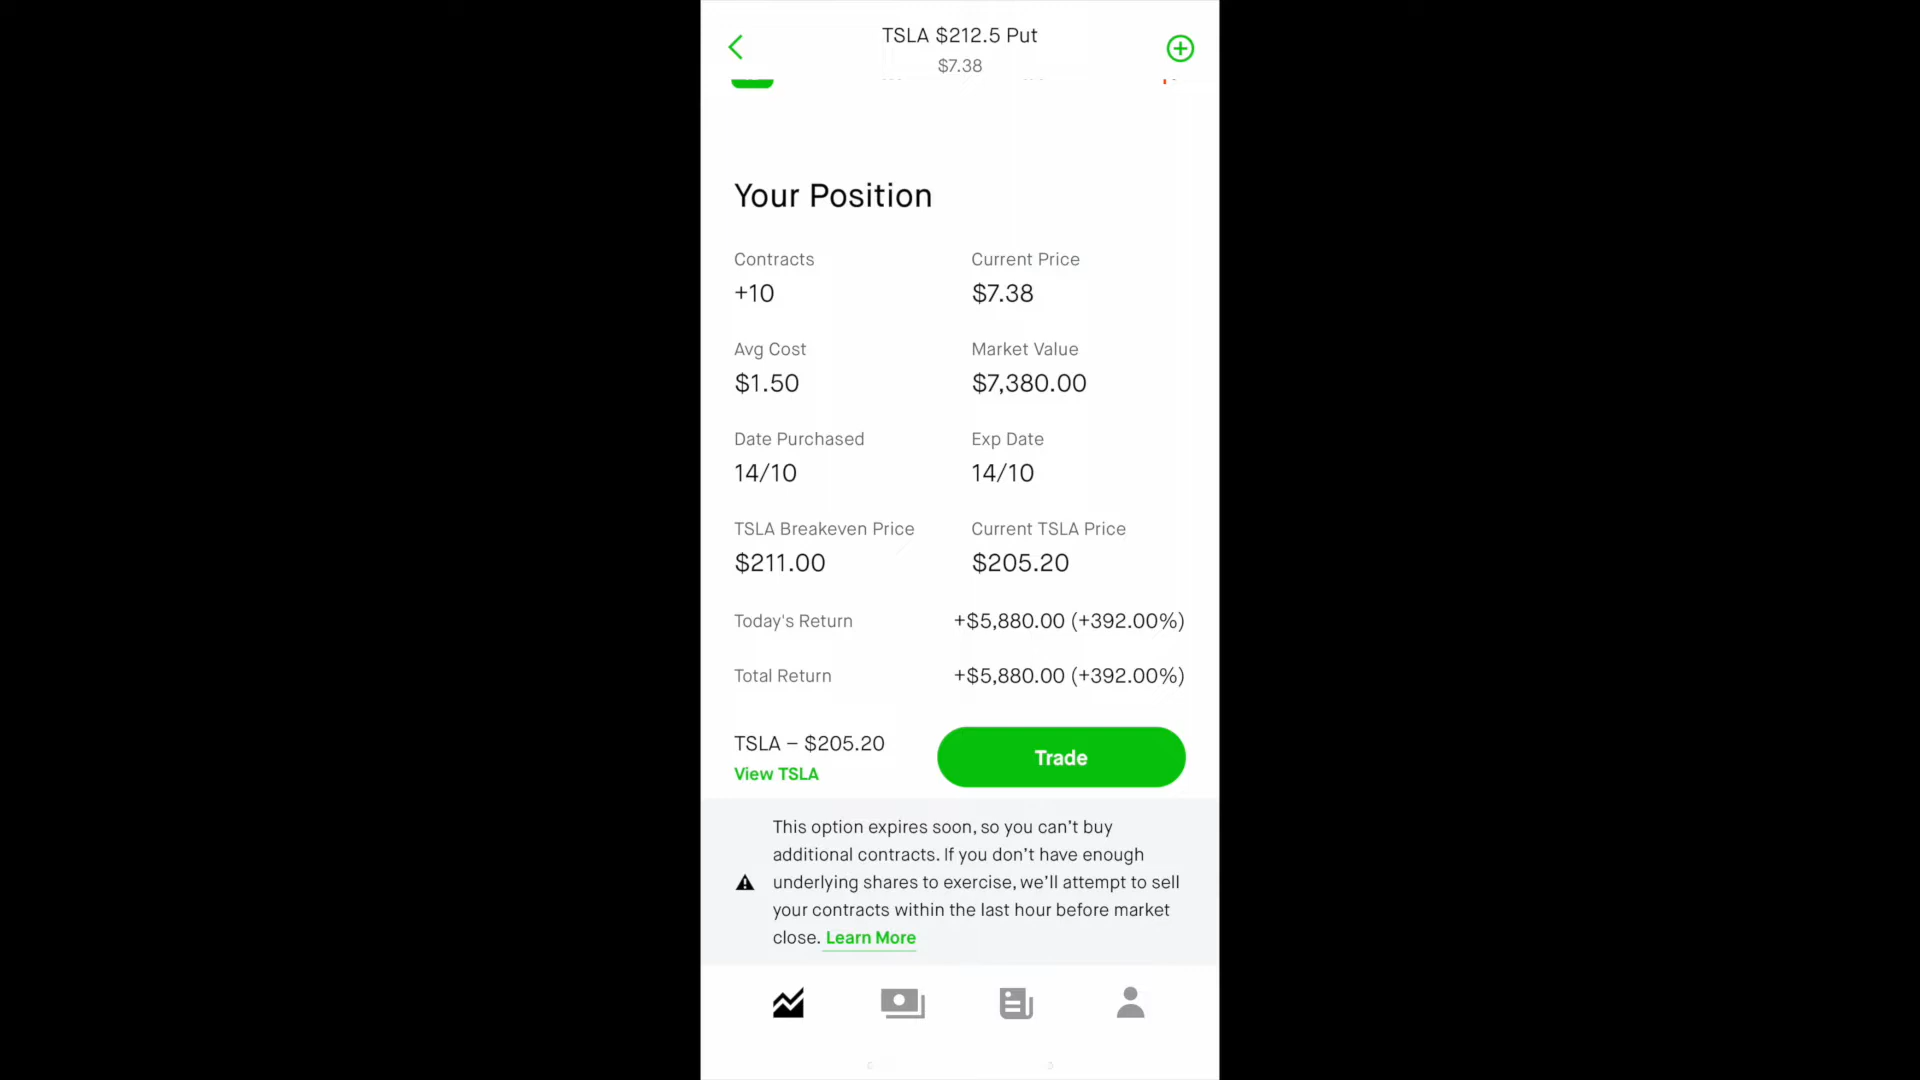 TSLA $212.5 Put
$7.38
Your Position
Contracts
Current Price
+10
$7.38
Avg Cost
Market Value
$1.50
$7,380.00
Date Purchased
Exp Date
14/10
14/10
TSLA Breakeven Price
Current TSLA Price
$211.00
$205.20
Today's Return
+$5,880.00 (+392.00%)
Total Return
+$5,880.00 (+392.00%)
TSLA – $205.20
View TSLA
Trade
This option expires soon, so you can’t buy
additional contracts. If you don’t have enough
underlying shares to exercise, we’ll attempt to sell
your contracts within the last hour before market
close. Learn More